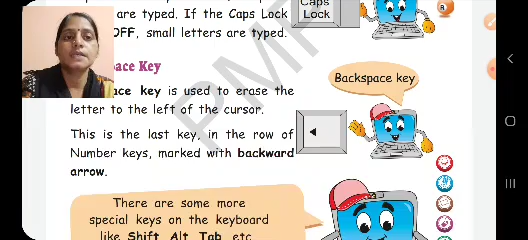 are typed. If the Caps Lock
OFF, small letters are typed.
Caps
Lock
ace Key
ace key is used to erase the
letter to the left of the cursor.
Backspace key
This is the last key, in the row of
Number keys, marked with backward
arrow.
There are some more
special keys on the keyboard
like Shift, Alt, Tab, etc